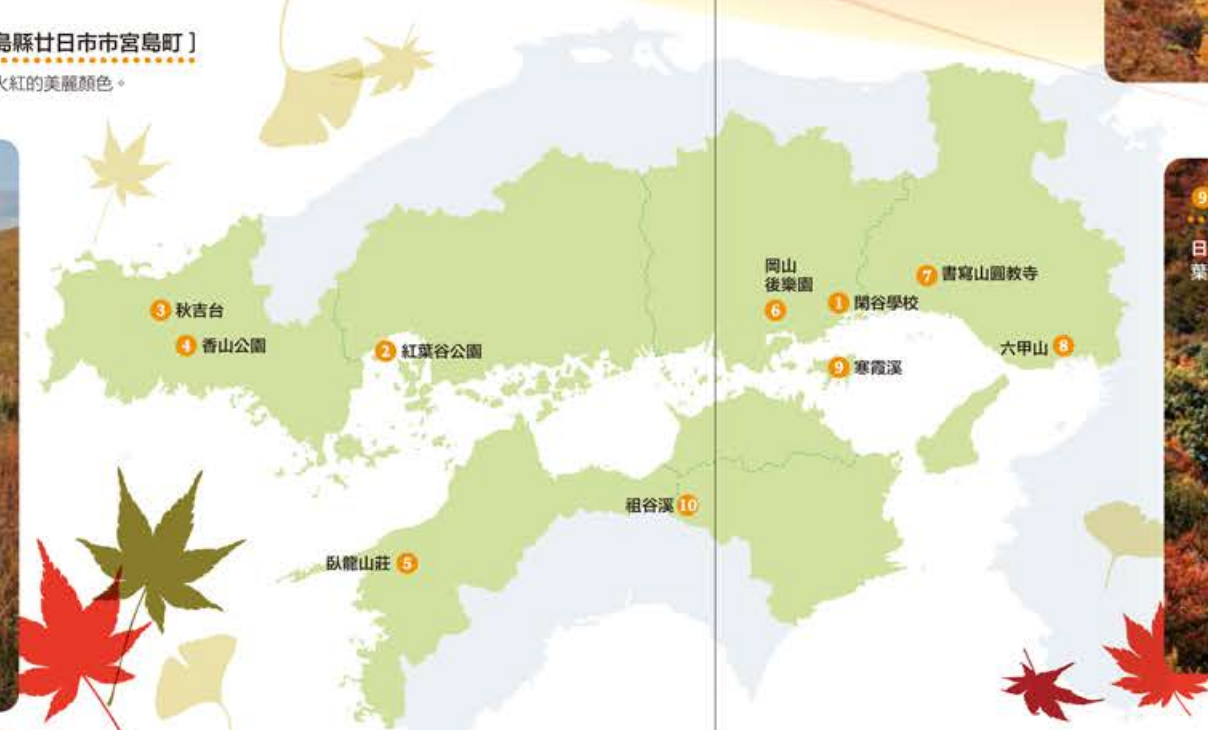 島縣廿日市市宮島町］
火紅的美麗顏色。
3 秋吉台
4 香山公園
2 紅葉谷公園
岡山
後樂園
6
1 閑谷學校
7 書寫山圓教寺
六甲山 8
9 寒霞溪
祖谷溪 10
臥龍山莊 5
9
日
葉